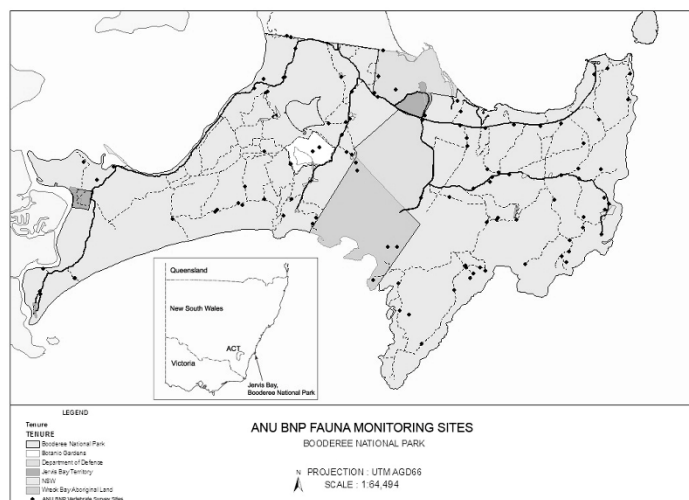 Queensland
New South Wales
ACT
Victoria
Jervis Bay,
Booderee National Park
LEGEND
Tenure
TENURE
Booderee National Park
Botanic Gardens
Department of Defence
Jervis Bay Territory
NSW
Wreck Bay Aboriginal Land
ANU BNP Vertebrate Survey Sites
ANU BNP FAUNA MONITORING SITES
BOODEREE NATIONAL PARK
N
PROJECTION : UTM AGD66
SCALE : 1:64,494